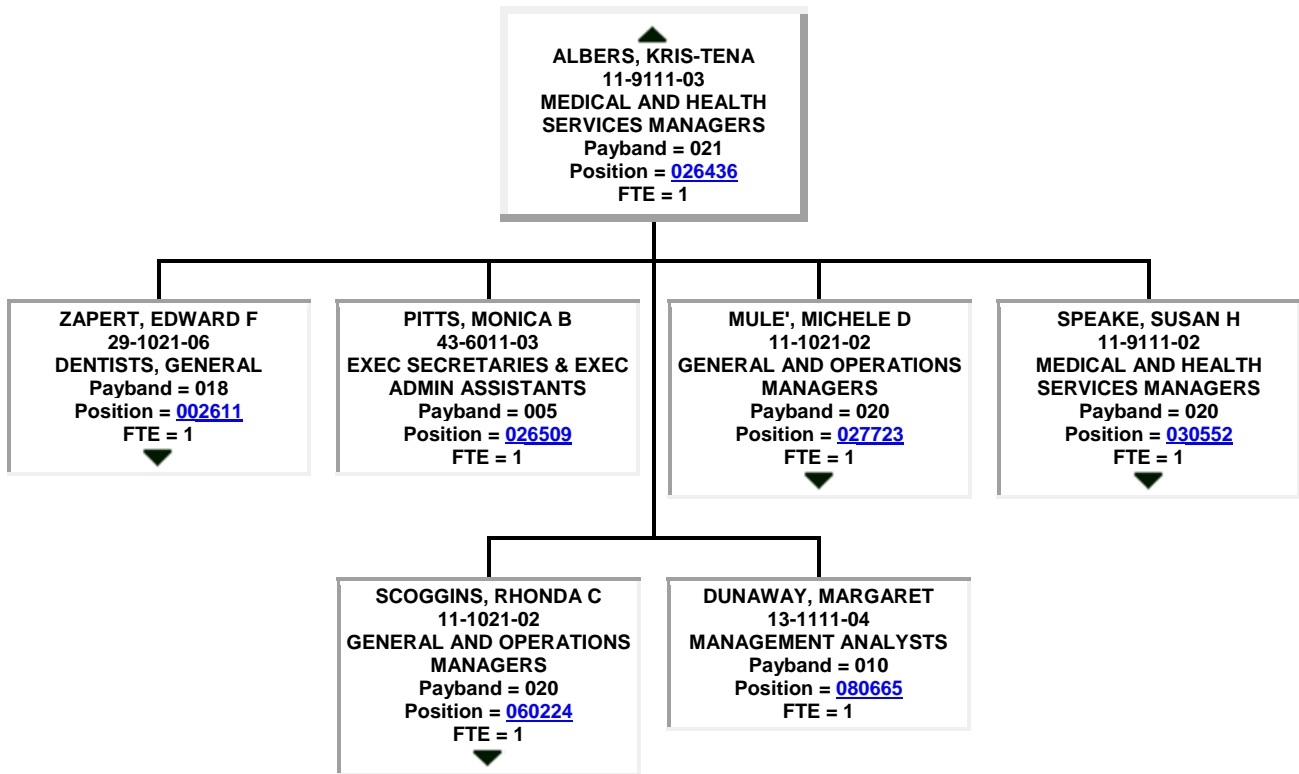 ALBERS, KRIS-TENA
11-9111-03
MEDICAL AND HEALTH
SERVICES MANAGERS
Payband = 021
Position = 026436
FTE = 1
ZAPERT, EDWARD F
29-1021-06
DENTISTS, GENERAL
Payband = 018
Position = 002611
FTE = 1
PITTS, MONICA B
43-6011-03
EXEC SECRETARIES & EXEC
ADMIN ASSISTANTS
Payband = 005
Position = 026509
FTE = 1
MULE', MICHELE D
11-1021-02
GENERAL AND OPERATIONS
MANAGERS
Payband = 020
Position = 027723
FTE = 1
SPEAKE, SUSAN H
11-9111-02
MEDICAL AND HEALTH
SERVICES MANAGERS
Payband = 020
Position = 030552
FTE = 1
SCOGGINS, RHONDA C
11-1021-02
GENERAL AND OPERATIONS
MANAGERS
Payband = 020
Position = 060224
FTE = 1
DUNAWAY, MARGARET
13-1111-04
MANAGEMENT ANALYSTS
Payband = 010
Position = 080665
FTE = 1